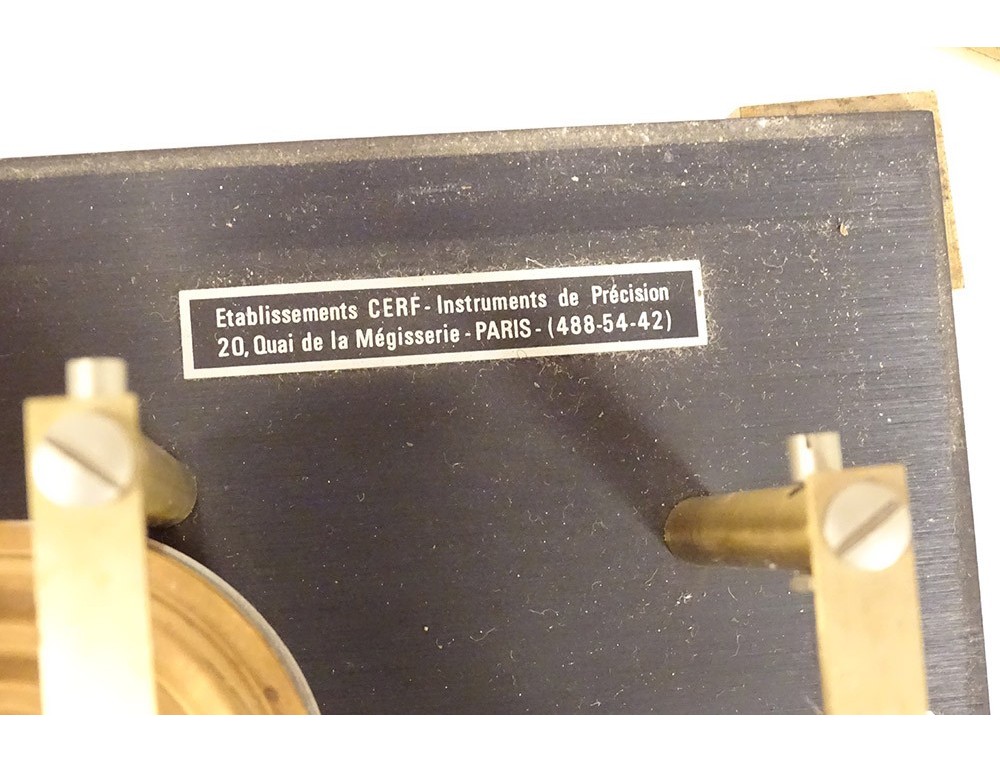 Etablissements CERF - Instruments de Précision
20, Quai de la Mégisserie - PARIS - (488-54-42)